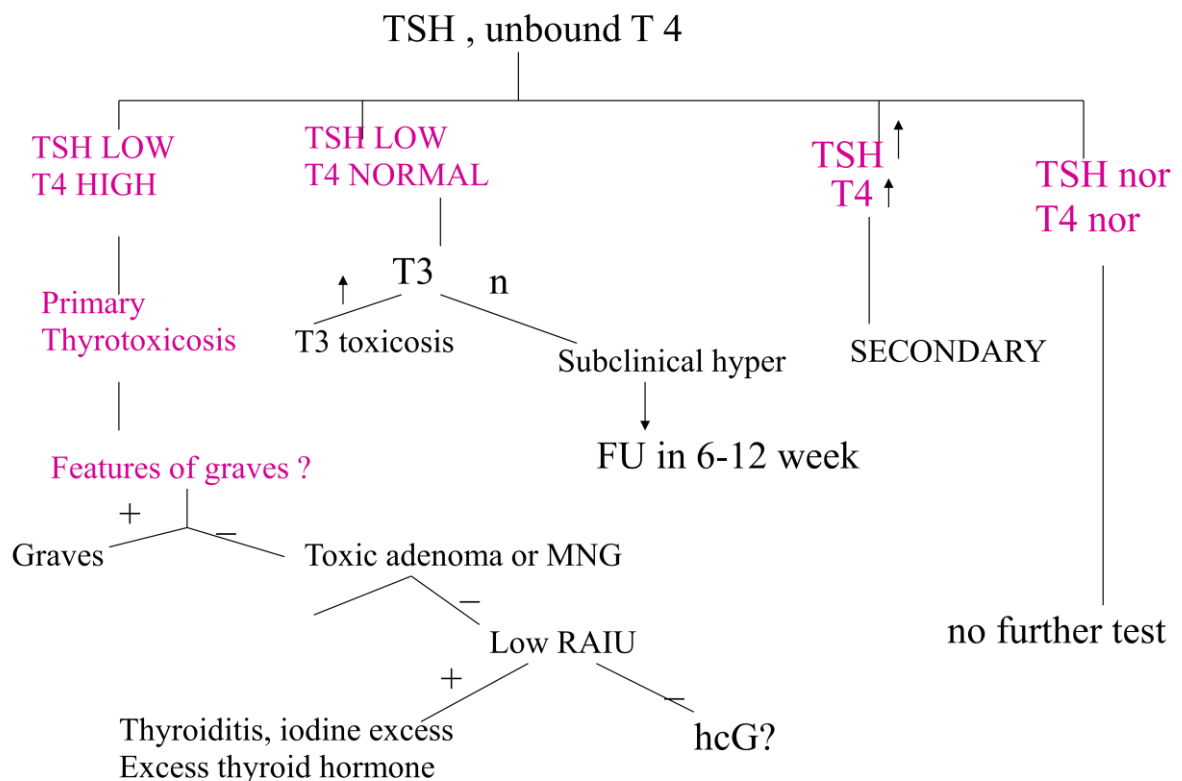 TSH , unbound T 4
TSH LOW
T4 HIGH
TSH LOW
T4 NORMAL
TSH ↑
T4 ↑
TSH nor
T4 nor
↑ T3 n
Primary
Thyrotoxicosis
T3 toxicosis
Subclinical hyper
SECONDARY
FU in 6-12 week
Features of graves ?
+ –
Graves
Toxic adenoma or MNG
–
Low RAIU
no further test
+ –
Thyroiditis, iodine excess
Excess thyroid hormone
hcG?